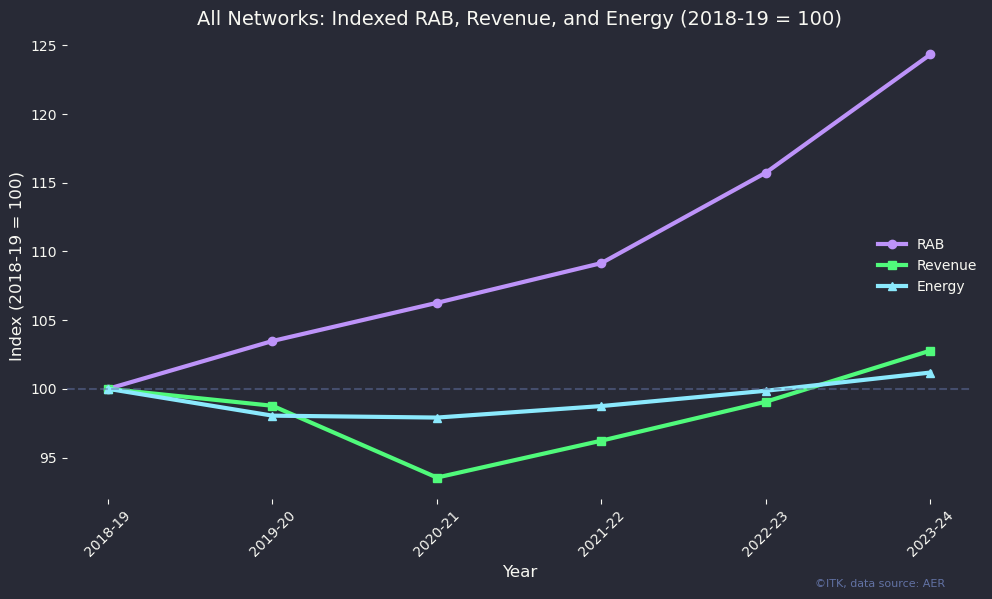 All Networks: Indexed RAB, Revenue, and Energy (2018-19 = 100)
Index (2018-19 = 100)
125
120
115
110
105
100
95
RAB
Revenue
Energy
2018-19
2019-20
2020-21
2021-22
2022-23
2023-24
Year
©ITK, data source: AER